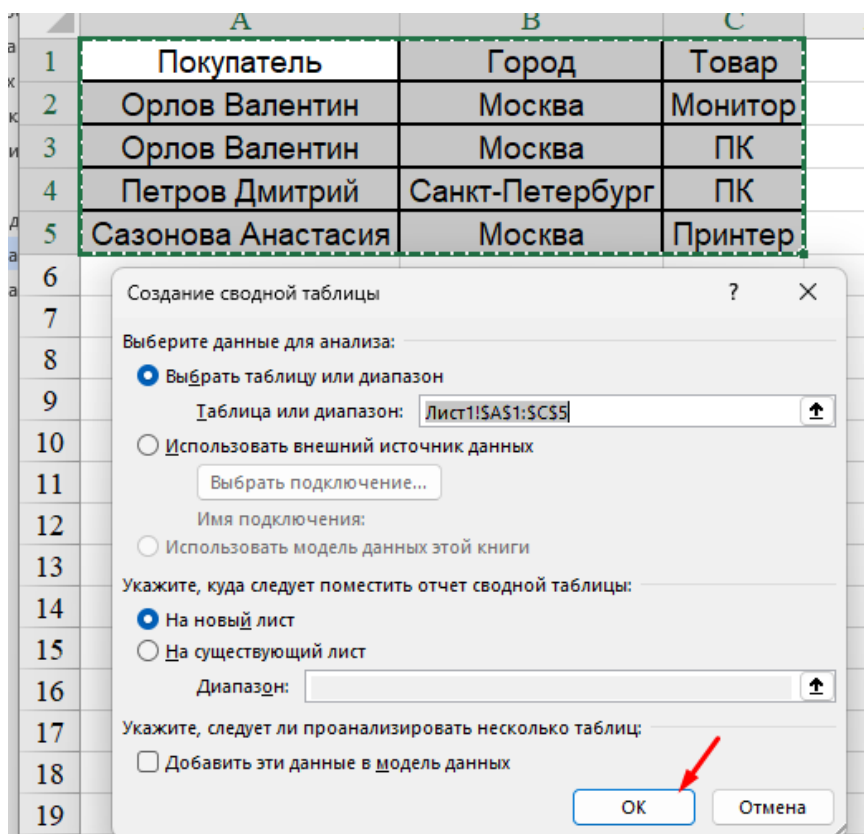 A B C
1 Покупатель Город Товар
2 Орлов Валентин Москва Монитор
3 Орлов Валентин Москва ПК
4 Петров Дмитрий Санкт-Петербург ПК
5 Сазонова Анастасия Москва Принтер
6
Создание сводной таблицы ? ×
7
Выберите данные для анализа:
8
Выбрать таблицу или диапазон
9 Таблица или диапазон: Лист1!$A$1:$C$5
10 Использовать внешний источник данных
11 Выбрать подключение...
12 Имя подключения:
Использовать модель данных этой книги
13
Укажите, куда следует поместить отчет сводной таблицы:
14 На новый лист
15 На существующий лист
16 Диапазон:
17 Укажите, следует ли проанализировать несколько таблиц:
18 Добавить эти данные в модель данных
19 ОК Отмена